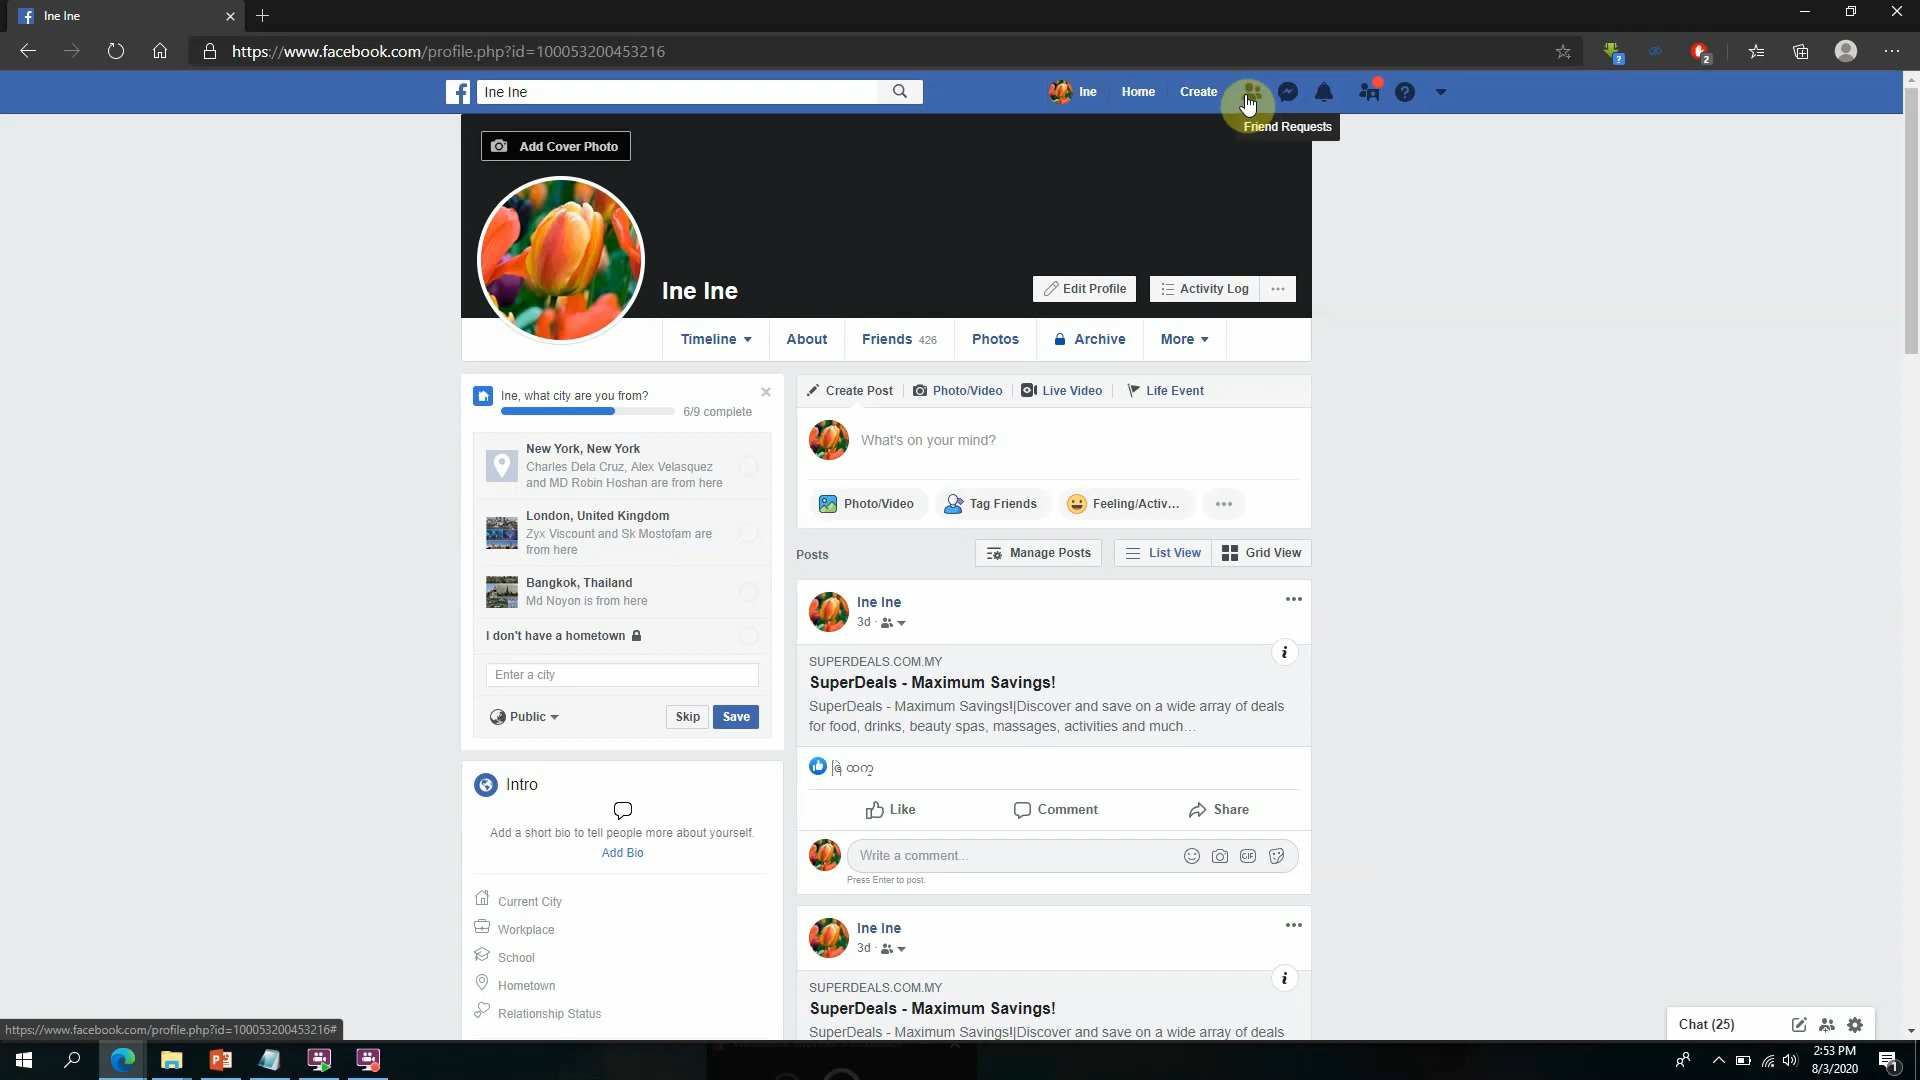 Ine Ine
https://www.facebook.com/profile.php?id=100053200453216
2
Ine Ine
Ine
Home
Create
Friend Requests
Add Cover Photo
Ine Ine
Edit Profile
Activity Log
Timeline
About
Friends 426
Photos
Archive
More
Ine, what city are you from?
6/9 complete
New York, New York
Charles Dela Cruz, Alex Velasquez
and MD Robin Hoshan are from here
London, United Kingdom
Zyx Viscount and Sk Mostofam are
from here
Bangkok, Thailand
Md Noyon is from here
I don't have a hometown
Enter a city
Public
Skip
Save
Intro
Add a short bio to tell people more about yourself.
Add Bio
Current City
Workplace
School
Hometown
Relationship Status
Create Post
Photo/Video
Live Video
Life Event
What's on your mind?
Photo/Video
Tag Friends
Feeling/Activ...
Posts
Manage Posts
List View
Grid View
Ine Ine
3d
SUPERDEALS.COM.MY
SuperDeals - Maximum Savings!
SuperDeals - Maximum Savings!|Discover and save on a wide array of deals
for food, drinks, beauty spas, massages, activities and much...
Like
Comment
Share
Write a comment...
GIF
Press Enter to post.
Ine Ine
3d
SUPERDEALS.COM.MY
SuperDeals - Maximum Savings!
SuperDeals - Maximum Savings!|Discover and save on a wide array of deals
Chat (25)
https://www.facebook.com/profile.php?id=100053200453216#
2:53 PM
8/3/2020
1